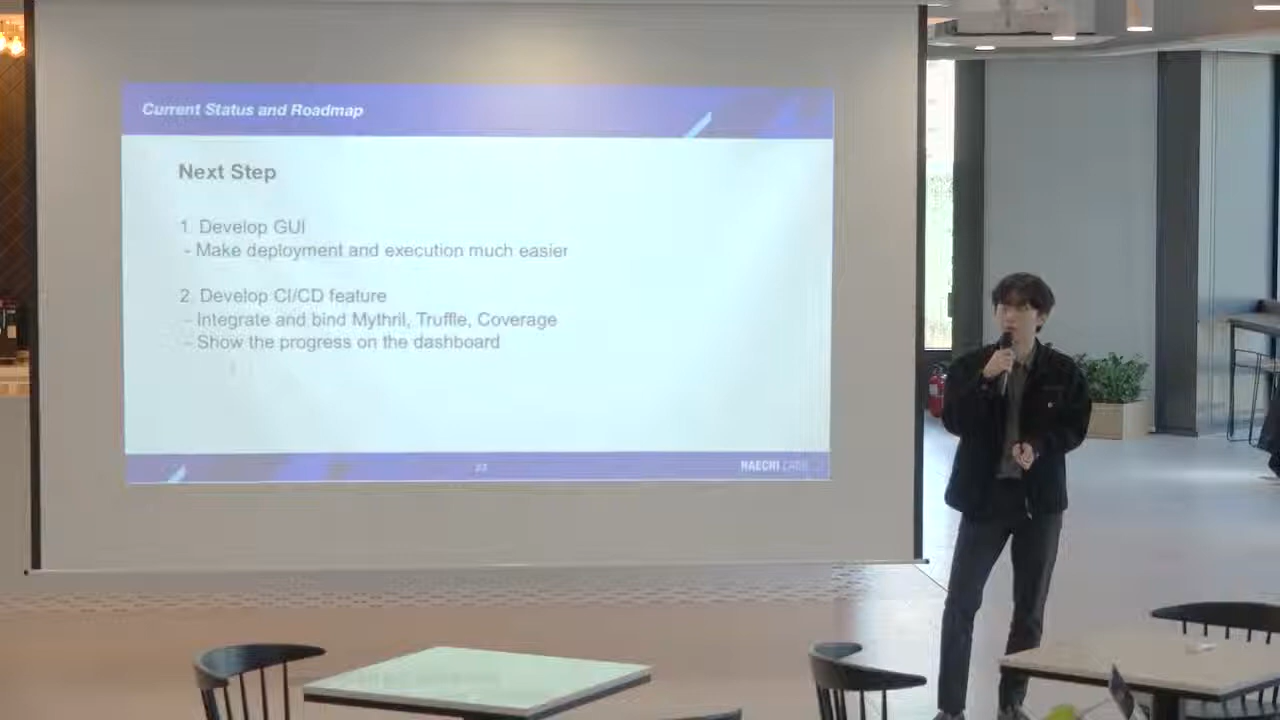 Current Status and Roadmap
Next Step
1. Develop GUI
- Make deployment and execution much easier
2. Develop CI/CD feature
- Integrate and bind Mythril, Truffle, Coverage
- Show the progress on the dashboard
HAECHI LABS